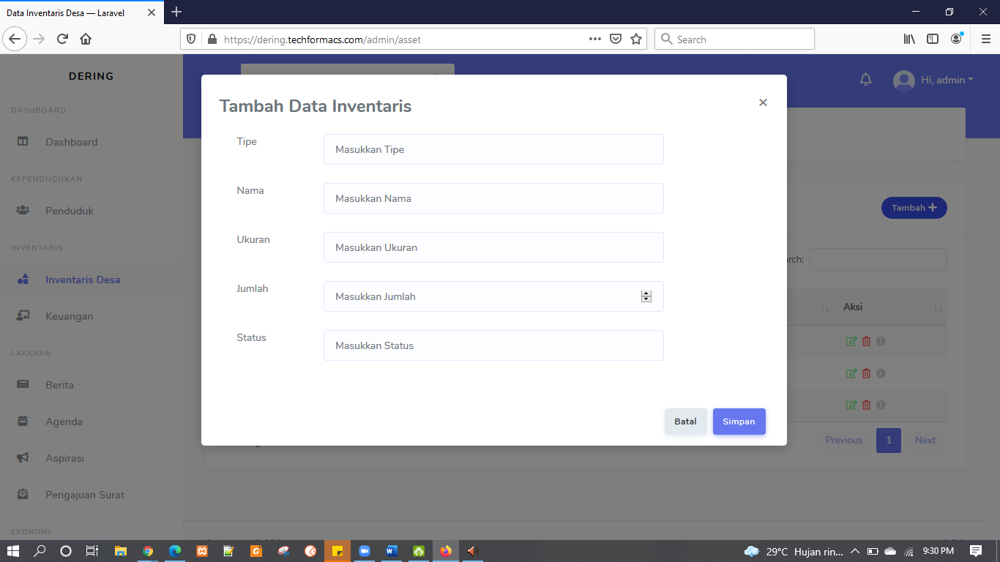 Data Inventaris Desa — Laravel
https://dering.techformacs.com/admin/asset
Search
DERING
DASHBOARD
Dashboard
KEPENDUDUKAN
Penduduk
INVENTARIS
Inventaris Desa
Keuangan
LAYANAN
Berita
Agenda
Aspirasi
Pengajuan Surat
EKONOMI
Hi, admin
Tambah Data Inventaris
Tipe
Masukkan Tipe
Nama
Masukkan Nama
Ukuran
Masukkan Ukuran
Jumlah
Masukkan Jumlah
Status
Masukkan Status
Batal
Simpan
Tambah
rch:
Aksi
Previous
1
Next
29°C Hujan rin...
9:30 PM